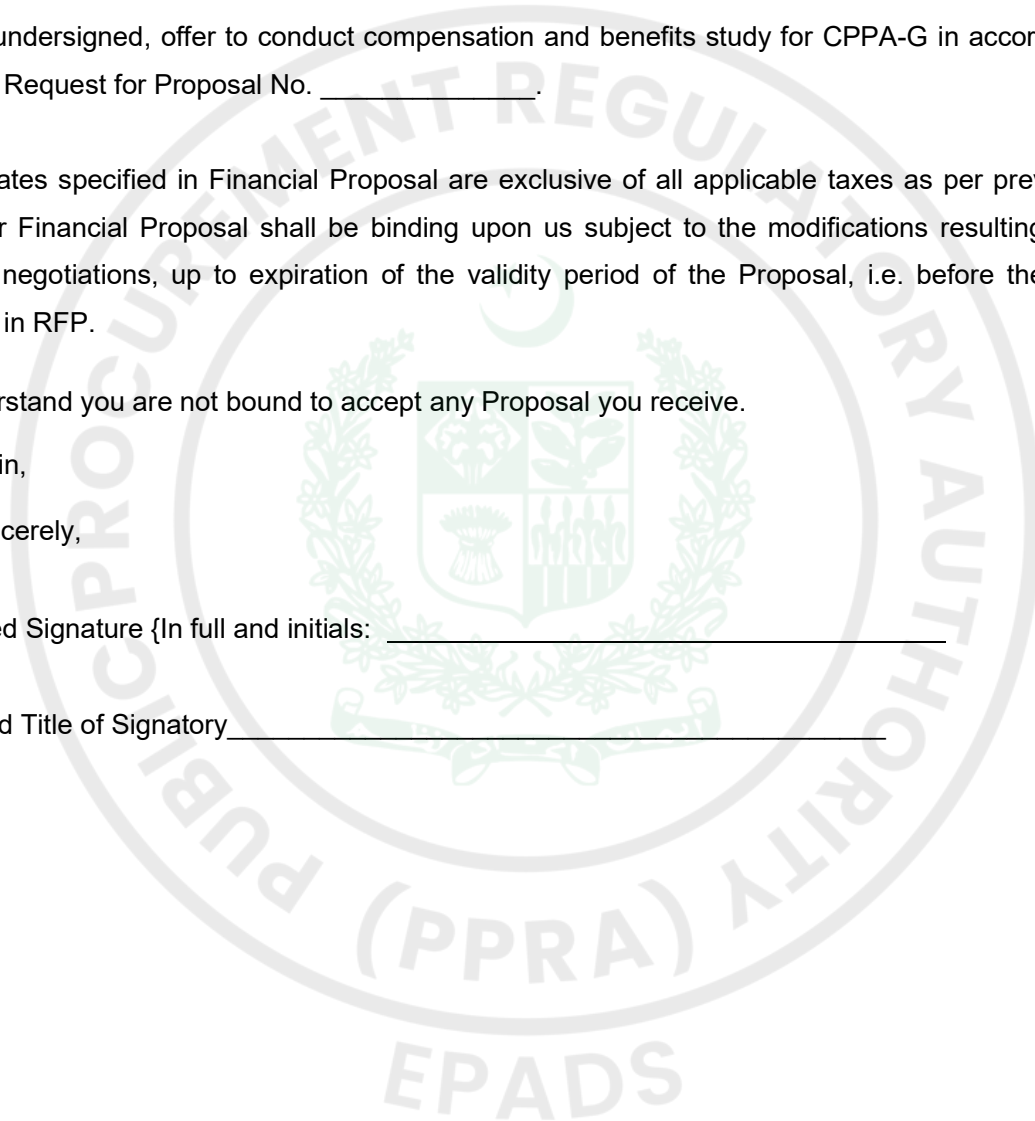 undersigned, offer to conduct compensation and benefits study for CPPA-G in accor
Request for Proposal No. ______________.
ates specified in Financial Proposal are exclusive of all applicable taxes as per pre
r Financial Proposal shall be binding upon us subject to the modifications resulting
negotiations, up to expiration of the validity period of the Proposal, i.e. before the
in RFP.
rstand you are not bound to accept any Proposal you receive.
in,
cerely,
ed Signature {In full and initials: ____________________________________
d Title of Signatory___________________________________________
PUBLIC PROCUREMENT REGULATORY AUTHORITY
(PPRA)
EPADS